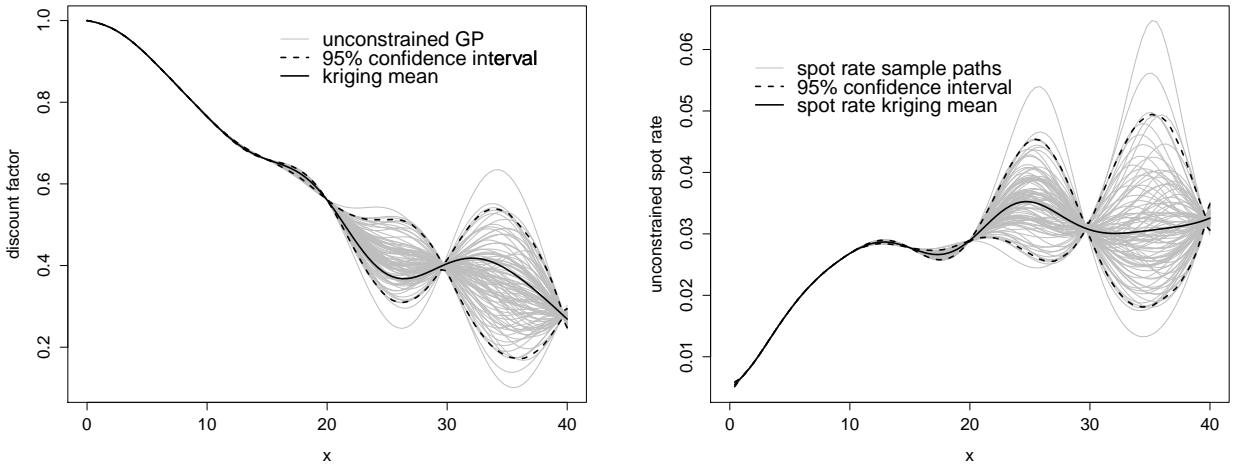 1.0
0.8
0.6
0.4
0.2
discount factor
unconstrained GP
95% confidence interval
kriging mean
0
10
20
30
40
x
0.06
0.05
0.04
0.03
0.02
0.01
unconstrained spot rate
spot rate sample paths
95% confidence interval
spot rate kriging mean
0
10
20
30
40
x